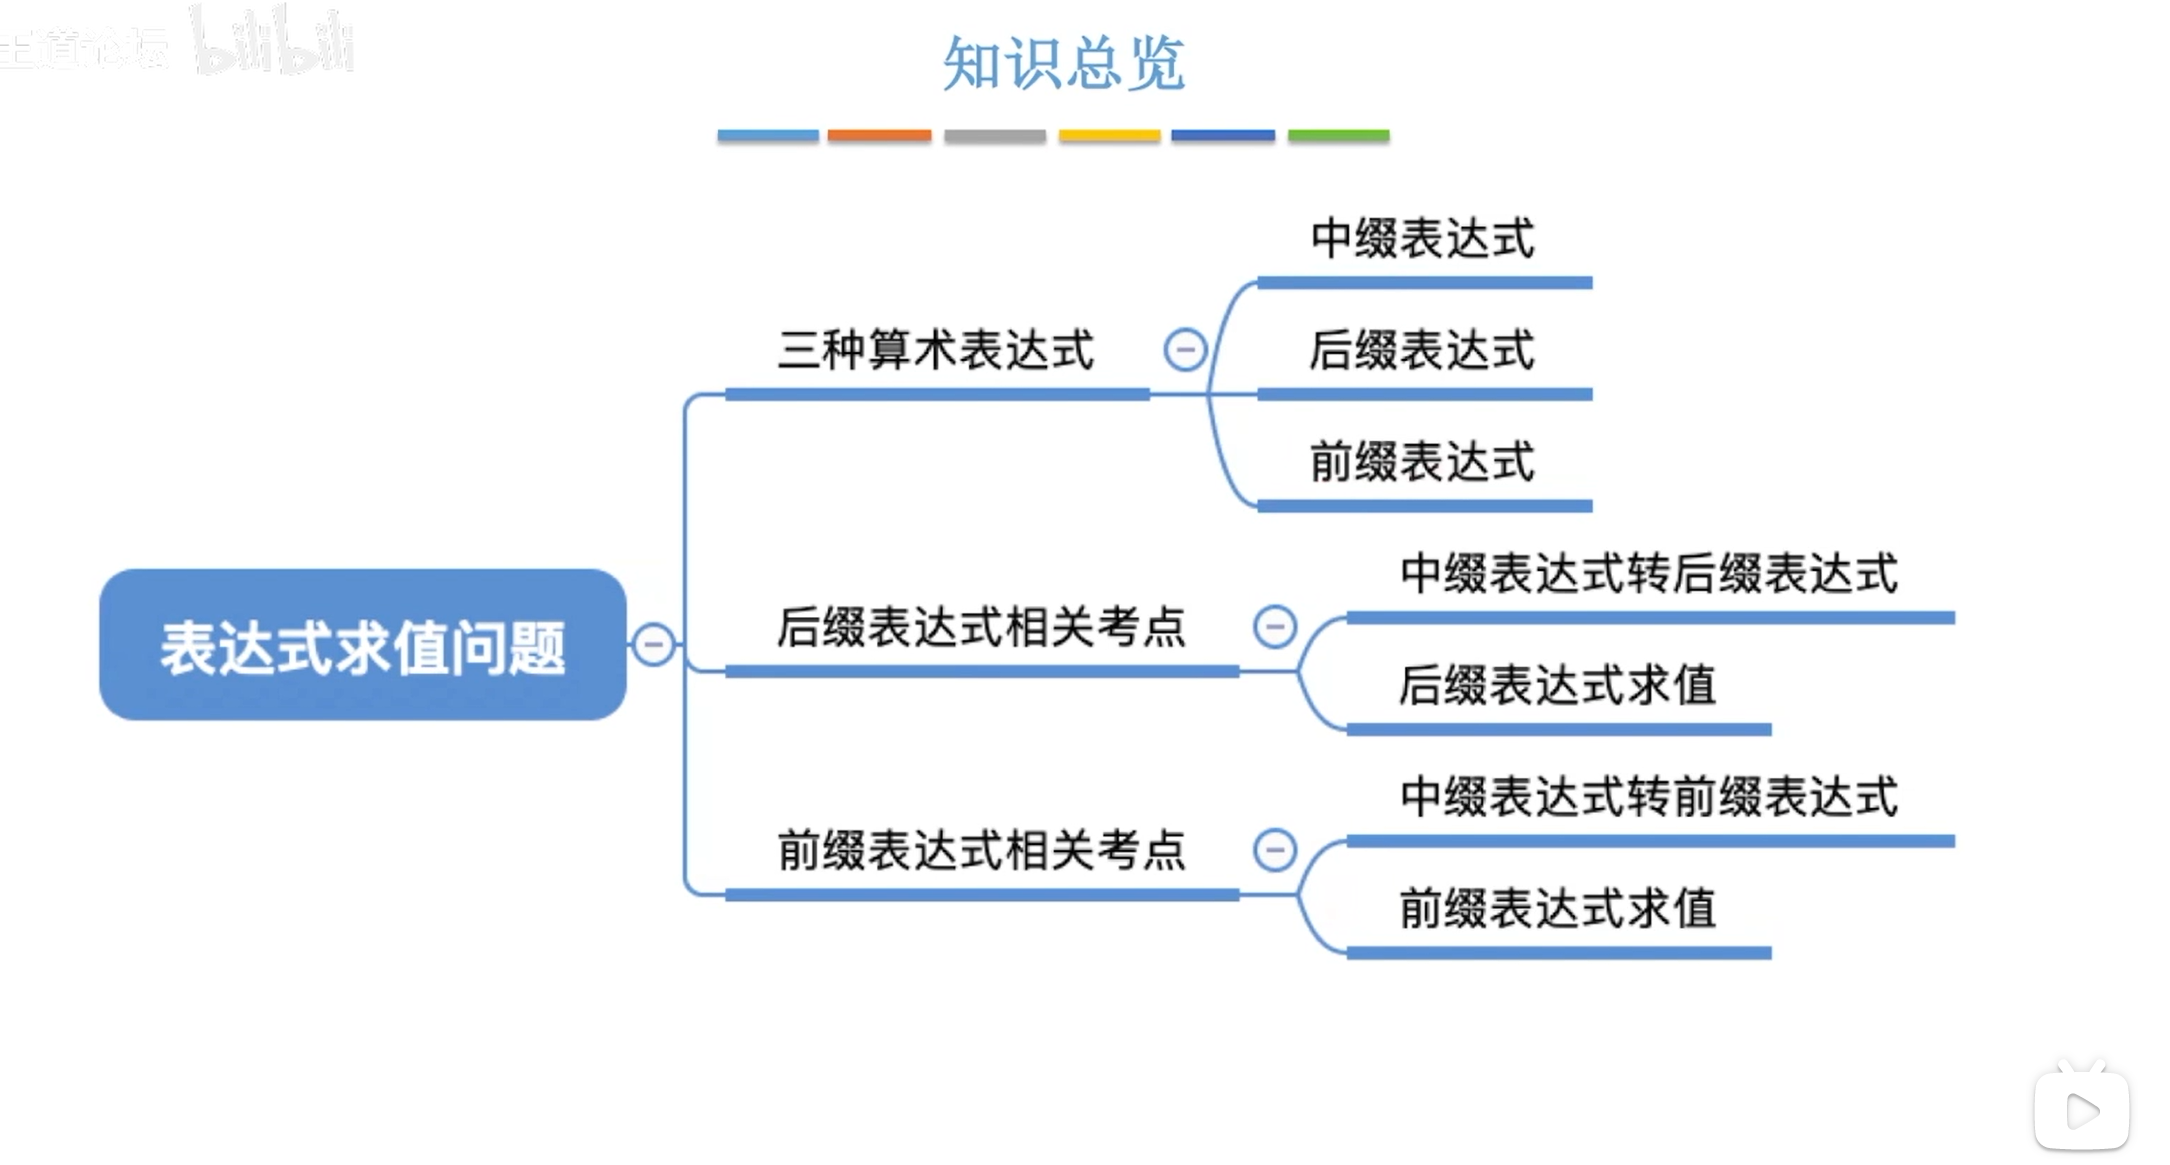 王道论坛 bilibili
知识总览
中缀表达式
三种算术表达式
后缀表达式
前缀表达式
中缀表达式转后缀表达式
后缀表达式相关考点
表达式求值问题
后缀表达式求值
中缀表达式转前缀表达式
前缀表达式相关考点
前缀表达式求值